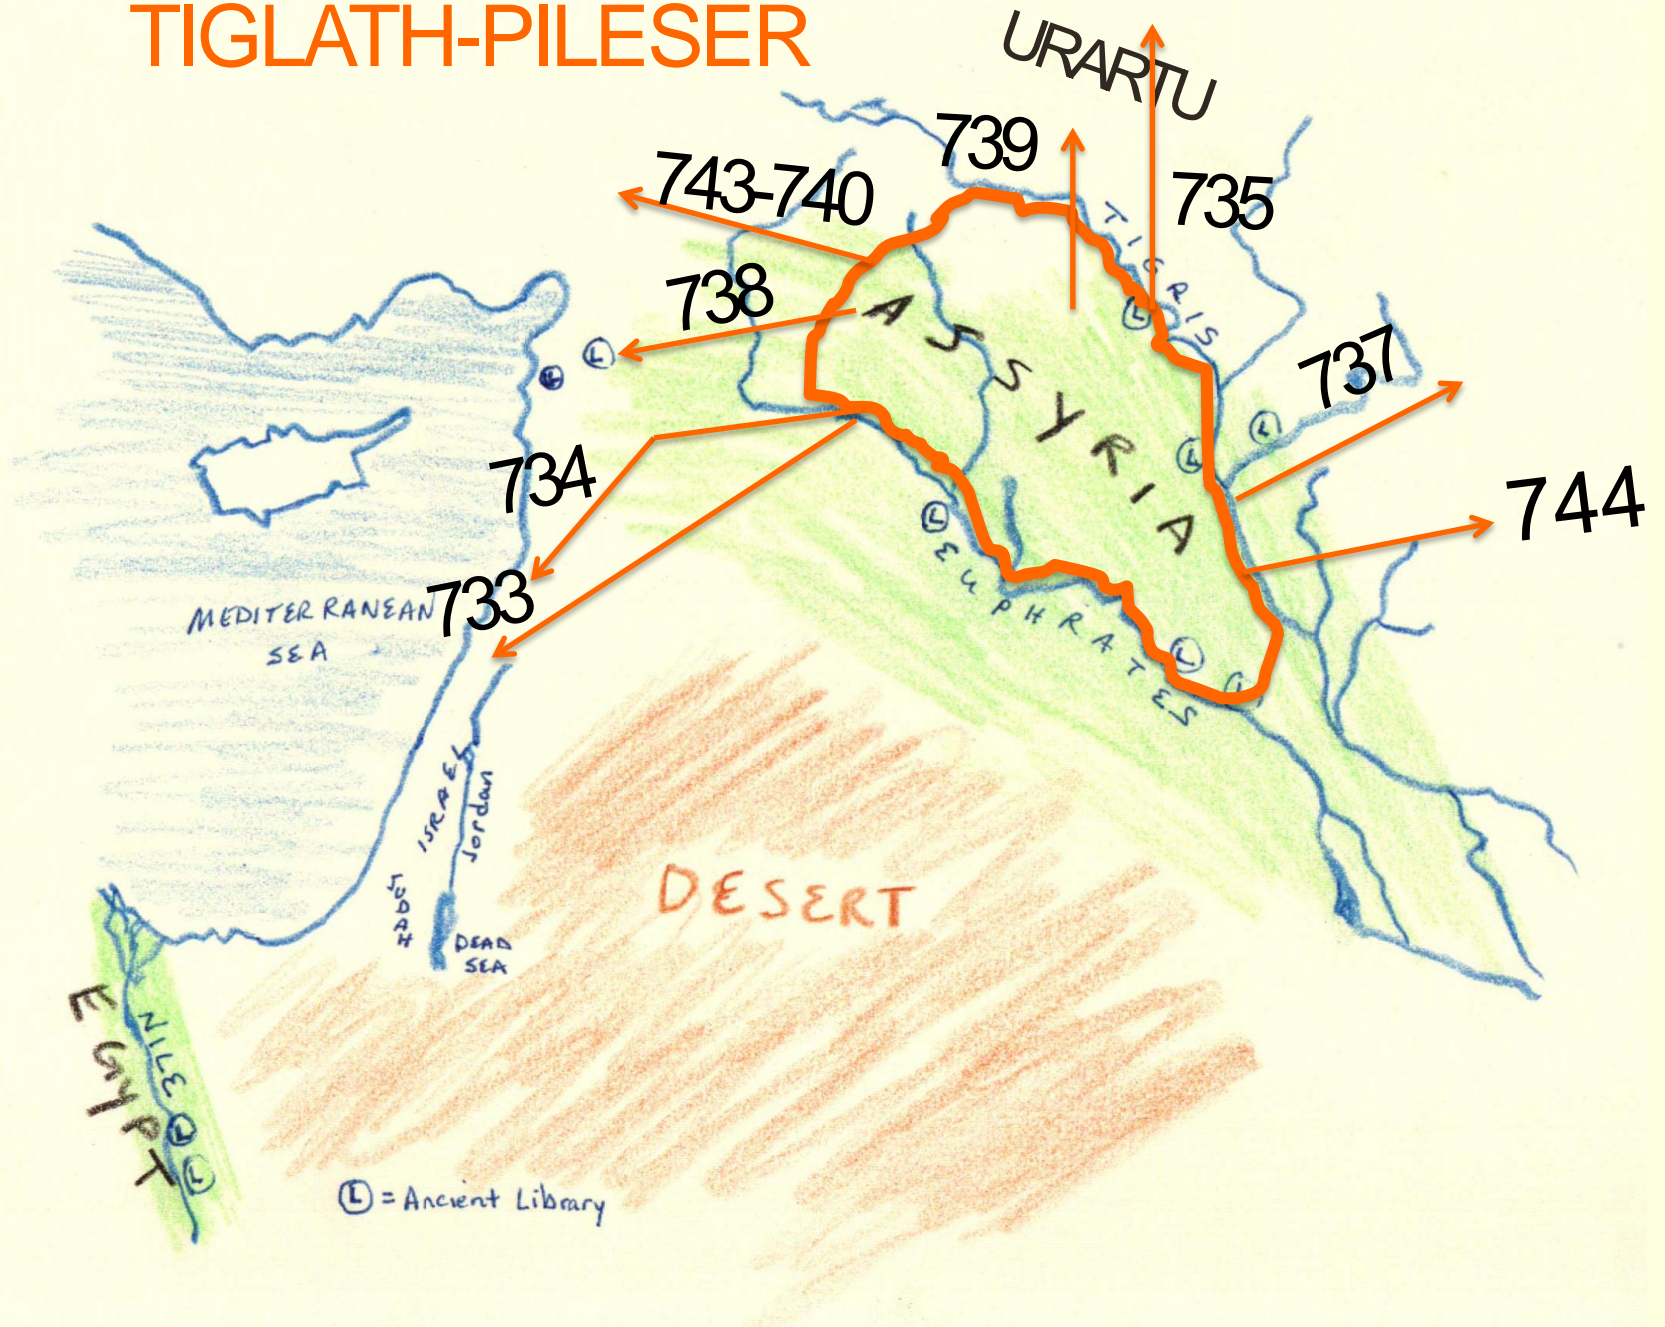 TIGLATH-PILESER
URARTU
739
743-740
735
TIGRIS
738
737
ASSYRIA
L
L
L
L
L
L
L
L
734
744
EUPHRATES
733
MEDITERRANEAN
SEA
ISRAEL
Jordan
JUDAH
DESERT
DEAD
SEA
EGYPT
NILE
L
L
L = Ancient Library